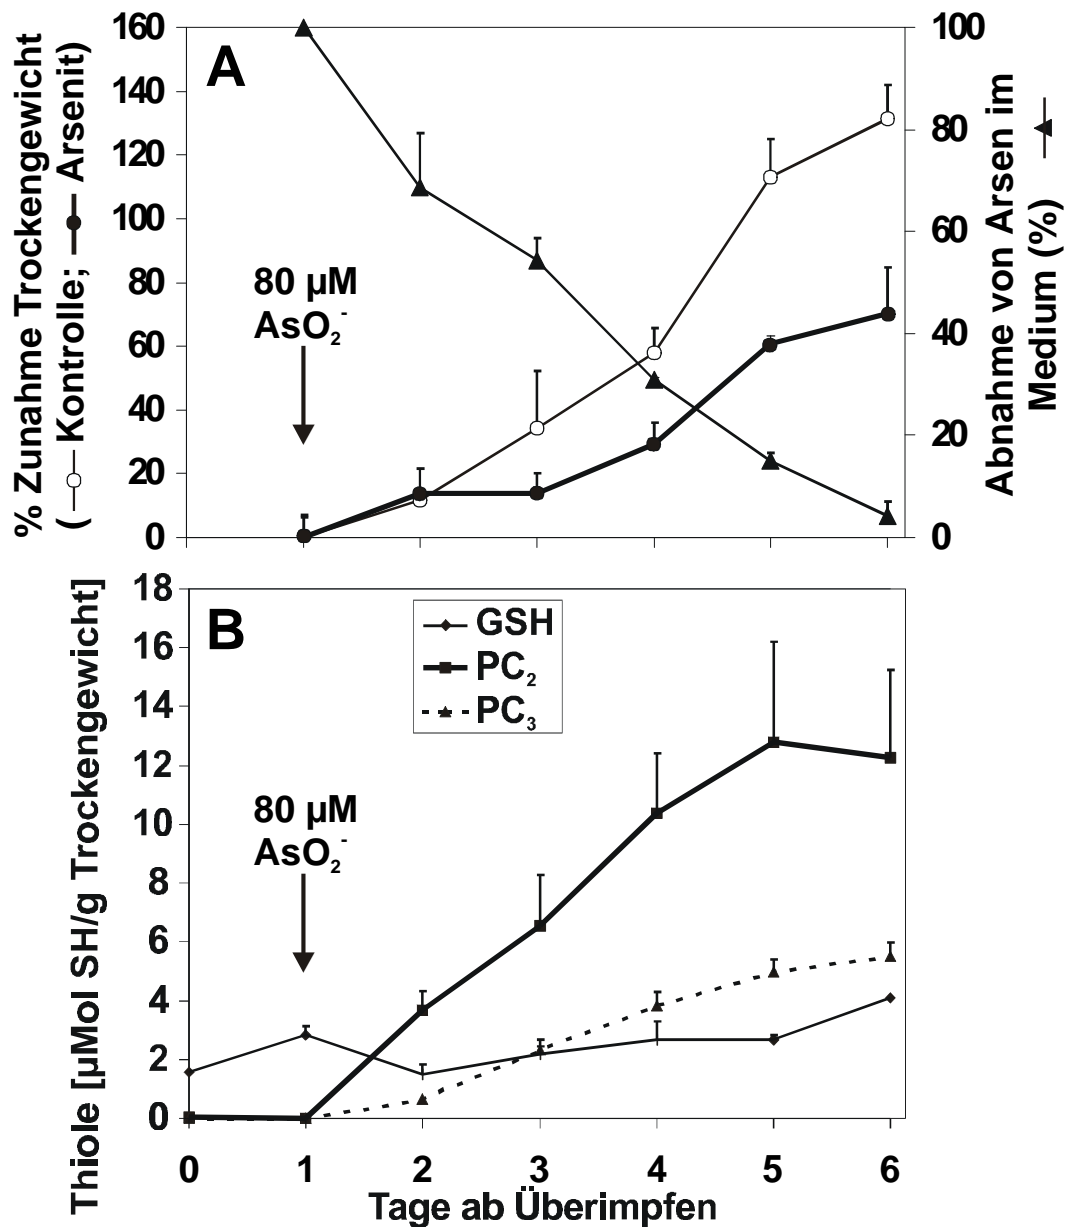 % Zunahme Trockengewicht
( Kontrolle; Arsenit)
160
140
120
100
80
60
40
20
0
A
80 µM
AsO₂⁻
100
80
60
40
20
0
Abnahme von Arsen im
Medium (%)
Thiole [µMol SH/g Trockengewicht]
18
16
14
12
10
8
6
4
2
0
B
GSH
PC₂
PC₃
80 µM
AsO₂⁻
0 1 2 3 4 5 6
Tage ab Überimpfen